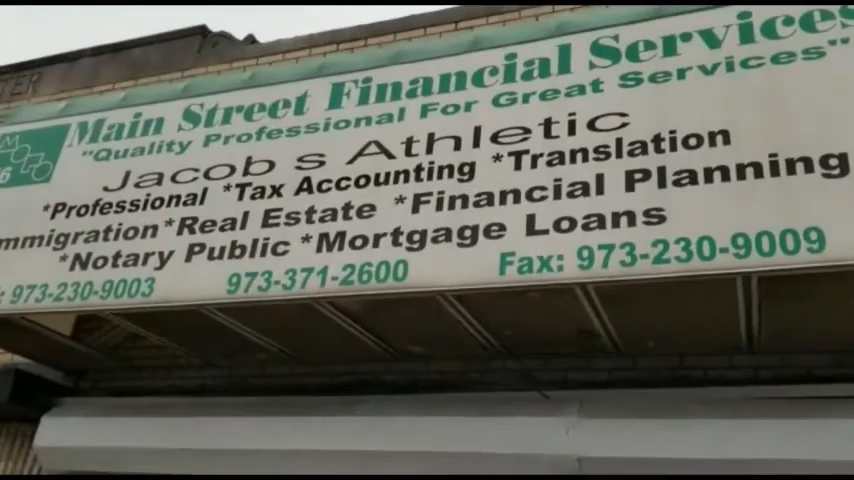 Main Street Financial Services
"Quality Professional For Great Services"
Jacob s Athletic
*Professional *Tax Accounting *Translation
mmigration *Real Estate *Financial Planning
*Notary Public *Mortgage Loans
: 973-230-9003 973-371-2600 Fax: 973-230-9009
TER